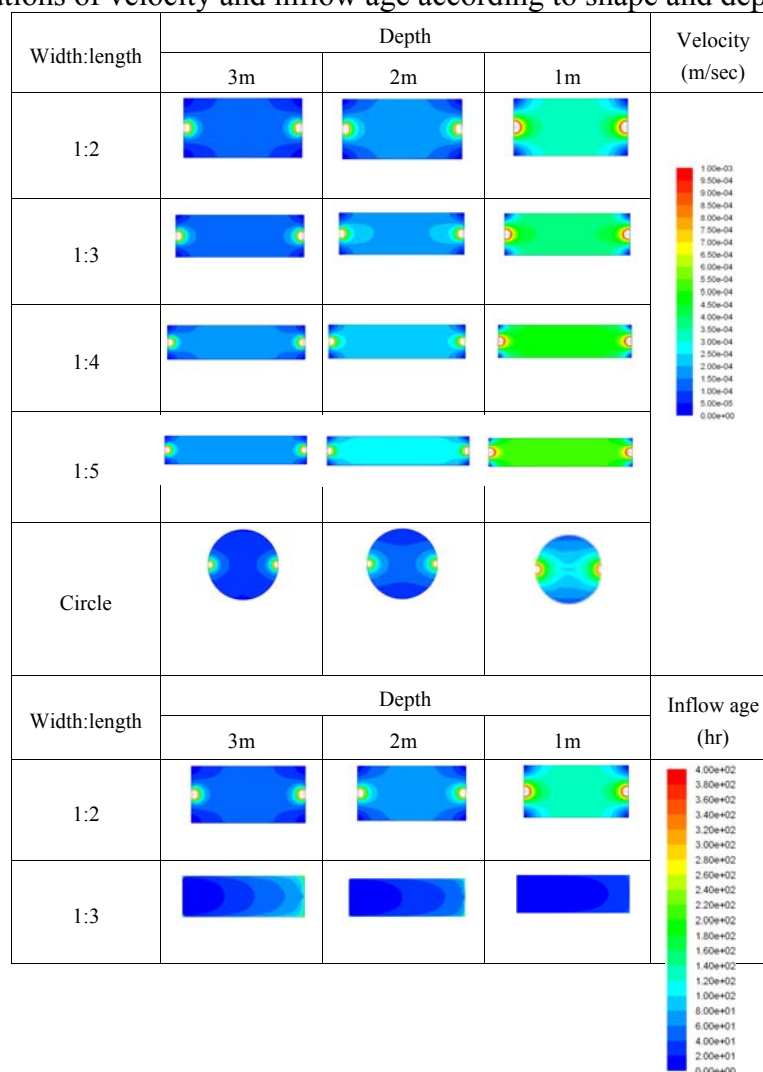 tions of velocity and inflow age according to shape and dep
Width:length
Depth
Velocity
(m/sec)
3m
2m
1m
1:2
1:3
1:4
1:5
Circle
1.00e-03
9.50e-04
9.00e-04
8.50e-04
8.00e-04
7.50e-04
7.00e-04
6.50e-04
6.00e-04
5.50e-04
5.00e-04
4.50e-04
4.00e-04
3.50e-04
3.00e-04
2.50e-04
2.00e-04
1.50e-04
1.00e-04
5.00e-05
0.00e+00
Width:length
Depth
Inflow age
(hr)
3m
2m
1m
1:2
1:3
4.00e+02
3.80e+02
3.60e+02
3.40e+02
3.20e+02
3.00e+02
2.80e+02
2.60e+02
2.40e+02
2.20e+02
2.00e+02
1.80e+02
1.60e+02
1.40e+02
1.20e+02
1.00e+02
8.00e+01
6.00e+01
4.00e+01
2.00e+01
0.00e+00